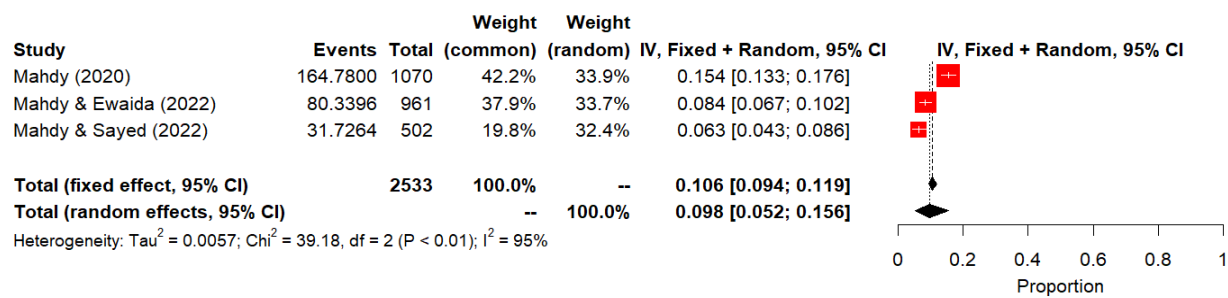 Weight Weight
Study Events Total (common) (random) IV, Fixed + Random, 95% CI IV, Fixed + Random, 95% CI
Mahdy (2020) 164.7800 1070 42.2% 33.9% 0.154 [0.133; 0.176]
Mahdy & Ewaida (2022) 80.3396 961 37.9% 33.7% 0.084 [0.067; 0.102]
Mahdy & Sayed (2022) 31.7264 502 19.8% 32.4% 0.063 [0.043; 0.086]
Total (fixed effect, 95% CI) 2533 100.0% -- 0.106 [0.094; 0.119]
Total (random effects, 95% CI) -- 100.0% 0.098 [0.052; 0.156]
Heterogeneity: Tau² = 0.0057; Chi² = 39.18, df = 2 (P < 0.01); I² = 95%
0 0.2 0.4 0.6 0.8 1
Proportion